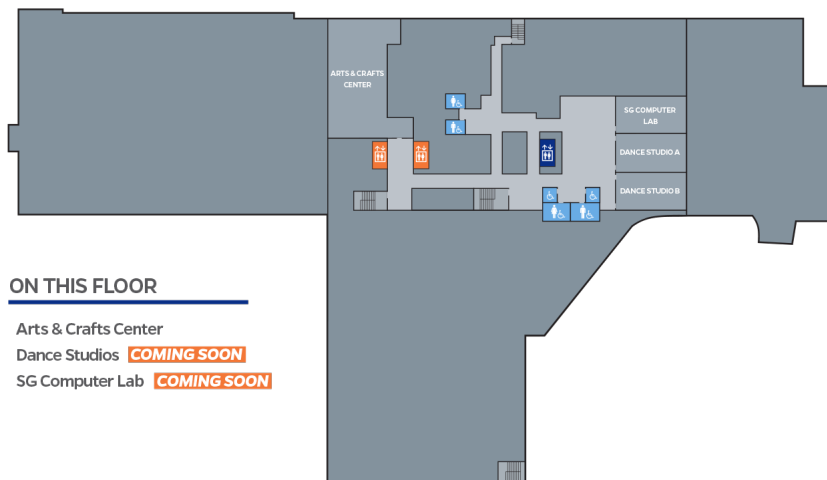 ARTS & CRAFTS
CENTER
SG COMPUTER
LAB
DANCE STUDIO A
DANCE STUDIO B
ON THIS FLOOR
Arts & Crafts Center
Dance Studios COMING SOON
SG Computer Lab COMING SOON